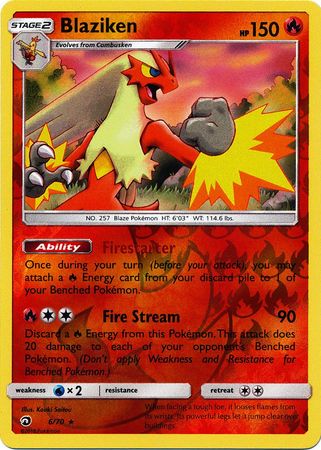 STAGE2 Blaziken HP 150
Evolves from Combusken
NO. 257 Blaze Pokémon HT: 6'03" WT: 114.6 lbs.
Ability Firestarter
Once during your turn (before your attack), you may
attach a Energy card from your discard pile to 1 of
your Benched Pokémon.
Fire Stream 90
Discard a Energy from this Pokémon. This attack does
20 damage to each of your opponent's Benched
Pokémon. (Don't apply Weakness and Resistance for
Benched Pokémon.)
weakness ×2 resistance retreat
Illus. Kouki Saitou
6/70 ★
When facing a tough foe, it looses flames from
its wrists. Its powerful legs let it jump clear over
buildings.